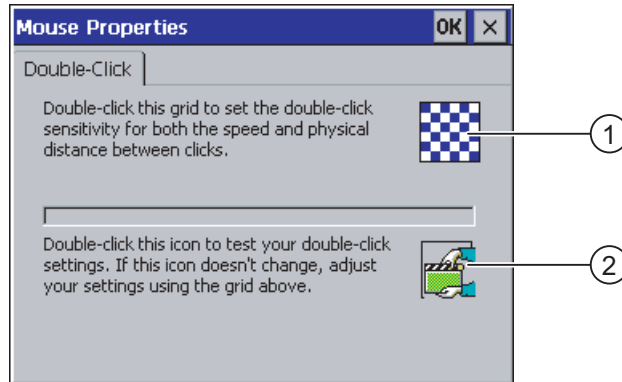 Mouse Properties OK ×
Double-Click
Double-click this grid to set the double-click
sensitivity for both the speed and physical
distance between clicks.
1
Double-click this icon to test your double-click
settings. If this icon doesn't change, adjust
your settings using the grid above.
2